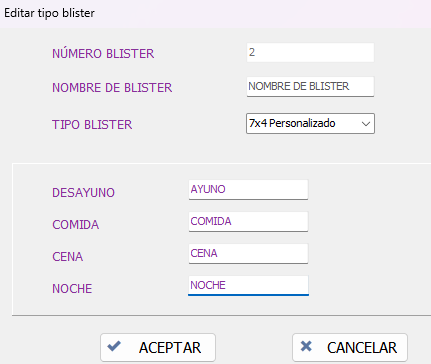 Editar tipo blister
NÚMERO BLISTER 2
NOMBRE DE BLISTER NOMBRE DE BLISTER
TIPO BLISTER 7x4 Personalizado
DESAYUNO AYUNO
COMIDA COMIDA
CENA CENA
NOCHE NOCHE
ACEPTAR CANCELAR